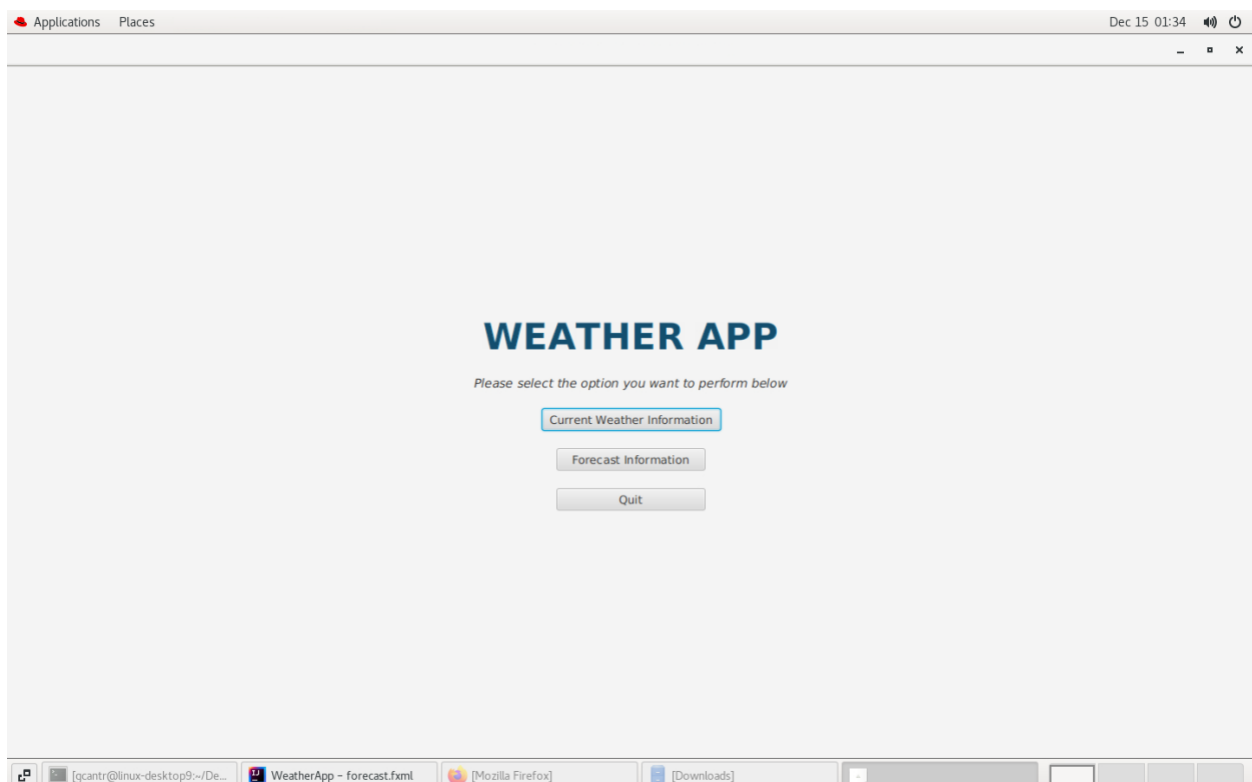 Applications Places Dec 15 01:34
WEATHER APP
Please select the option you want to perform below
Current Weather Information
Forecast Information
Quit
[qcantr@linux-desktop9:~/De... WeatherApp – forecast.fxml [Mozilla Firefox] [Downloads]